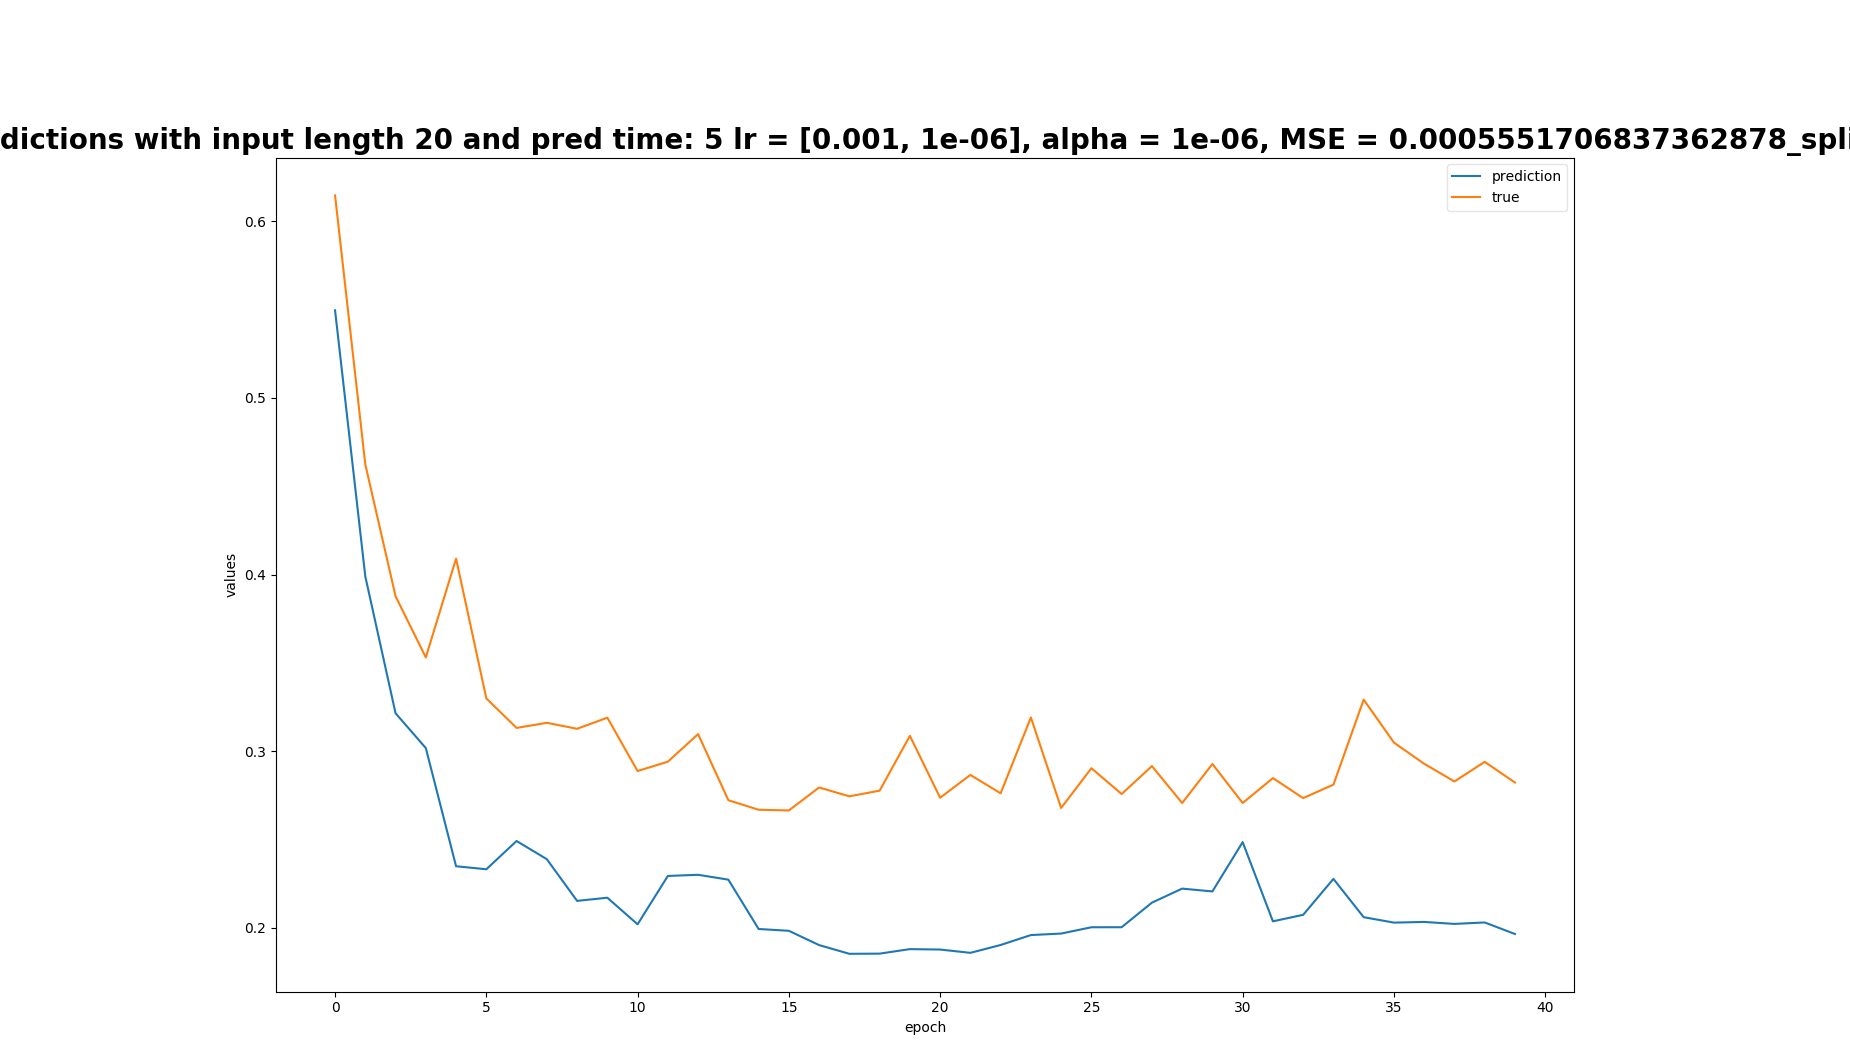 dictions with input length 20 and pred time: 5 lr = [0.001, 1e-06], alpha = 1e-06, MSE = 0.0005551706837362878_spli
prediction
true
0.6
0.5
0.4
0.3
0.2
values
0 5 10 15 20 25 30 35 40
epoch